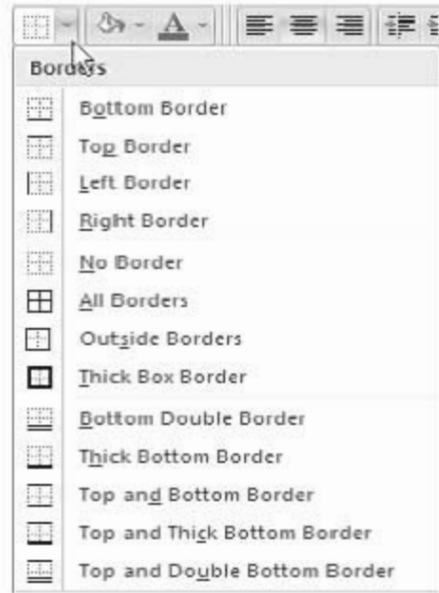 A
Borders
Bottom Border
Top Border
Left Border
Right Border
No Border
All Borders
Outside Borders
Thick Box Border
Bottom Double Border
Thick Bottom Border
Top and Bottom Border
Top and Thick Bottom Border
Top and Double Bottom Border